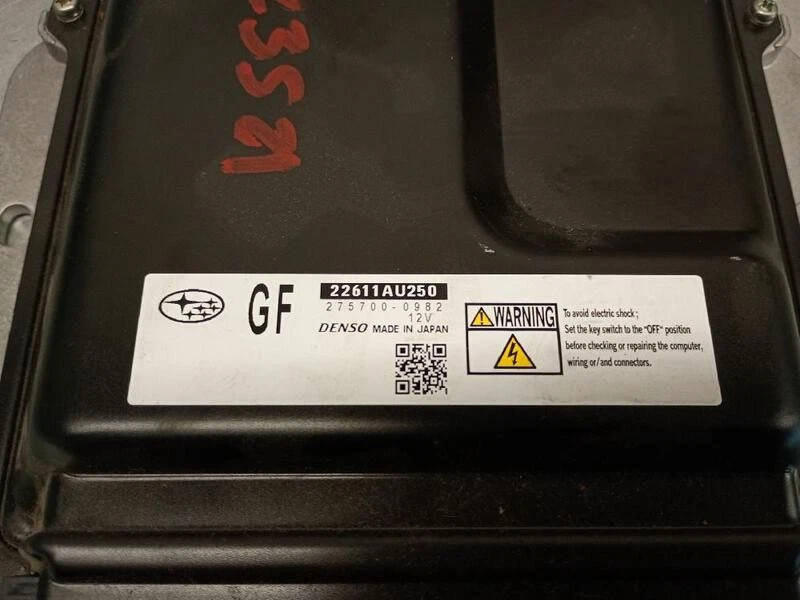 GF
22611AU250
275700-0982
12V
DENSO MADE IN JAPAN
WARNING
To avoid electric shock ;
Set the key switch to the "OFF" position
before checking or repairing the computer,
wiring or/and connectors.